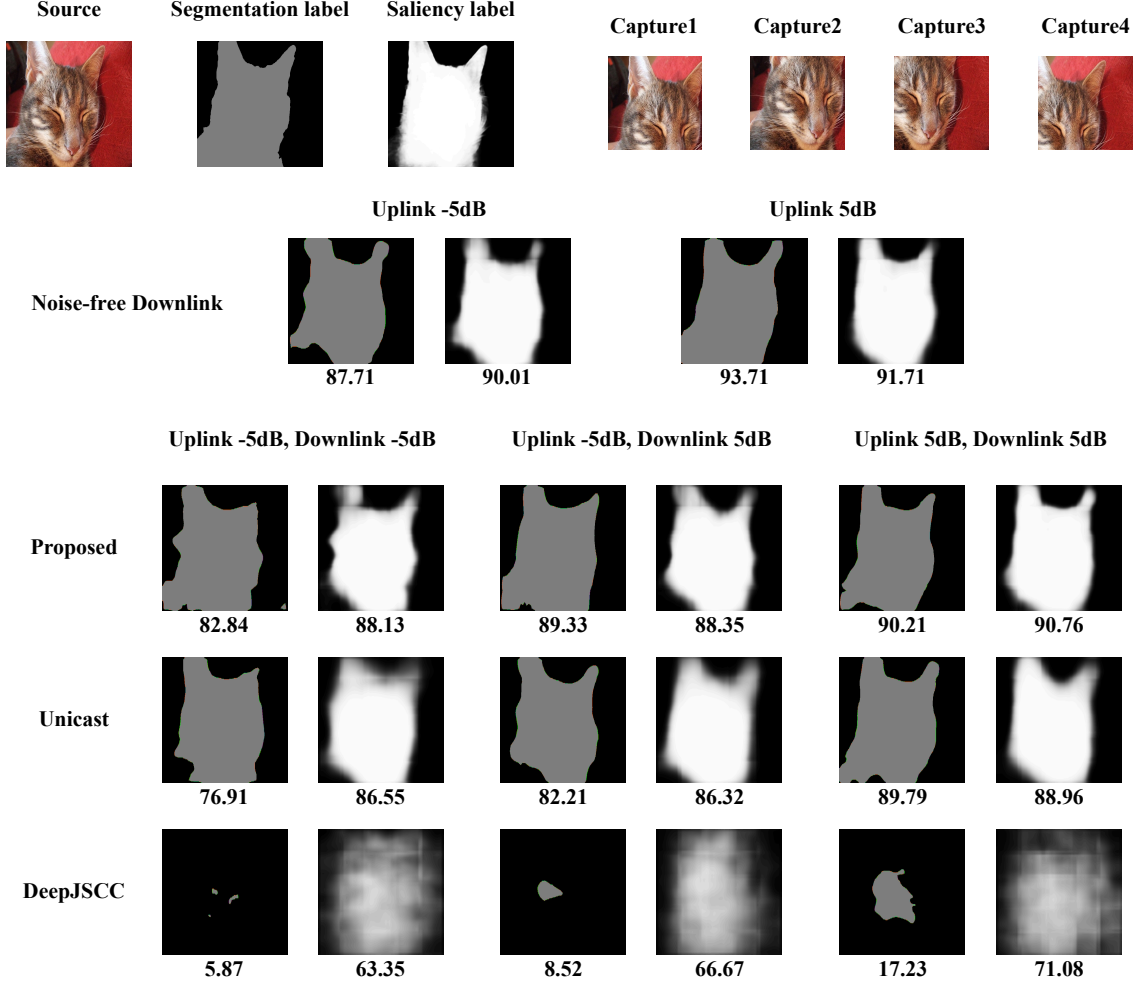 Source Segmentation label Saliency label
Capture1 Capture2 Capture3 Capture4
Uplink -5dB Uplink 5dB
Noise-free Downlink
87.71 90.01 93.71 91.71
Uplink -5dB, Downlink -5dB Uplink -5dB, Downlink 5dB Uplink 5dB, Downlink 5dB
Proposed
82.84 88.13 89.33 88.35 90.21 90.76
Unicast
76.91 86.55 82.21 86.32 89.79 88.96
DeepJSCC
5.87 63.35 8.52 66.67 17.23 71.08